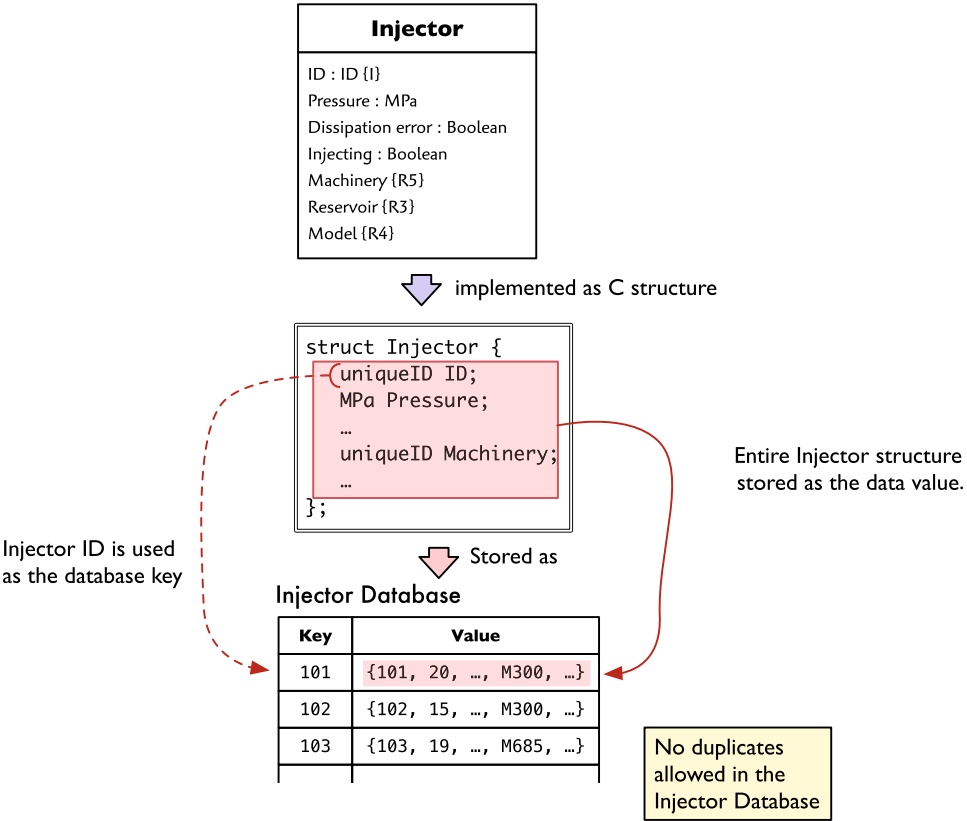 Injector
ID : ID {I}
Pressure : MPa
Dissipation error : Boolean
Injecting : Boolean
Machinery {R5}
Reservoir {R3}
Model {R4}
implemented as C structure
struct Injector {
uniqueID ID;
MPa Pressure;
…
uniqueID Machinery;
…
};
Entire Injector structure
stored as the data value.
Injector ID is used
as the database key
Stored as
Injector Database
Key Value
101 {101, 20, …, M300, …}
102 {102, 15, …, M300, …}
103 {103, 19, …, M685, …}
No duplicates
allowed in the
Injector Database